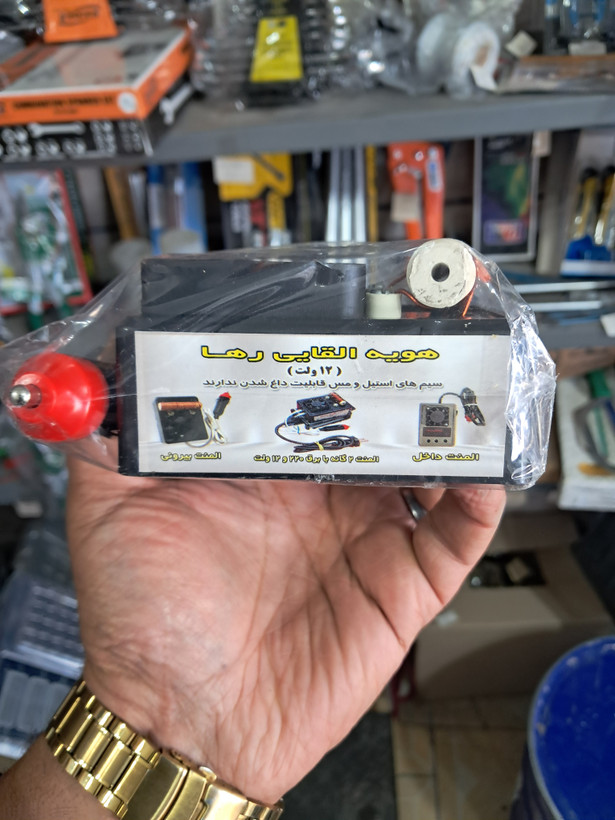 هویه القایی رها
( ۱۲ ولت )
سیم های استیل و مس قابلیت داغ شدن ندارند
المنت بیرونی
المنت ۲ گانه با برق ۲۲۰ و ۱۲ ولت
المنت داخل